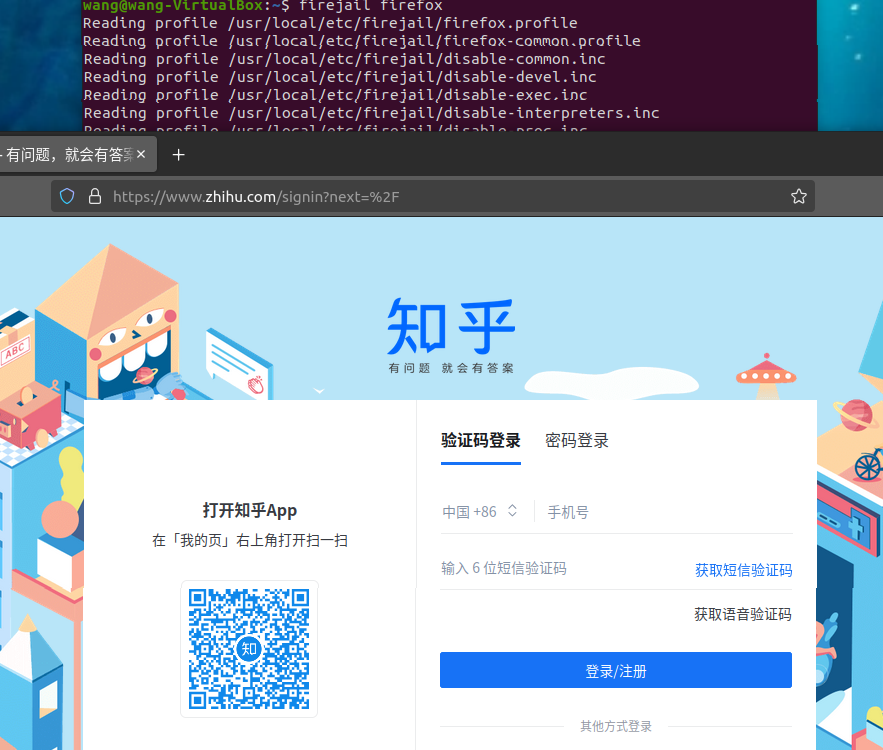 wang@wang-VirtualBox:~$ firejail firefox
Reading profile /usr/local/etc/firejail/firefox.profile
Reading profile /usr/local/etc/firejail/firefox-common.profile
Reading profile /usr/local/etc/firejail/disable-common.inc
Reading profile /usr/local/etc/firejail/disable-devel.inc
Reading profile /usr/local/etc/firejail/disable-exec.inc
Reading profile /usr/local/etc/firejail/disable-interpreters.inc
Reading profile /usr/local/etc/firejail/disable-proc.inc
- 有问题，就会有答案
https://www.zhihu.com/signin?next=%2F
知乎
有问题 就会有答案
ABC
验证码登录 密码登录
打开知乎App
在「我的页」右上角打开扫一扫
知
中国 +86 手机号
输入 6 位短信验证码 获取短信验证码
获取语音验证码
登录/注册
其他方式登录